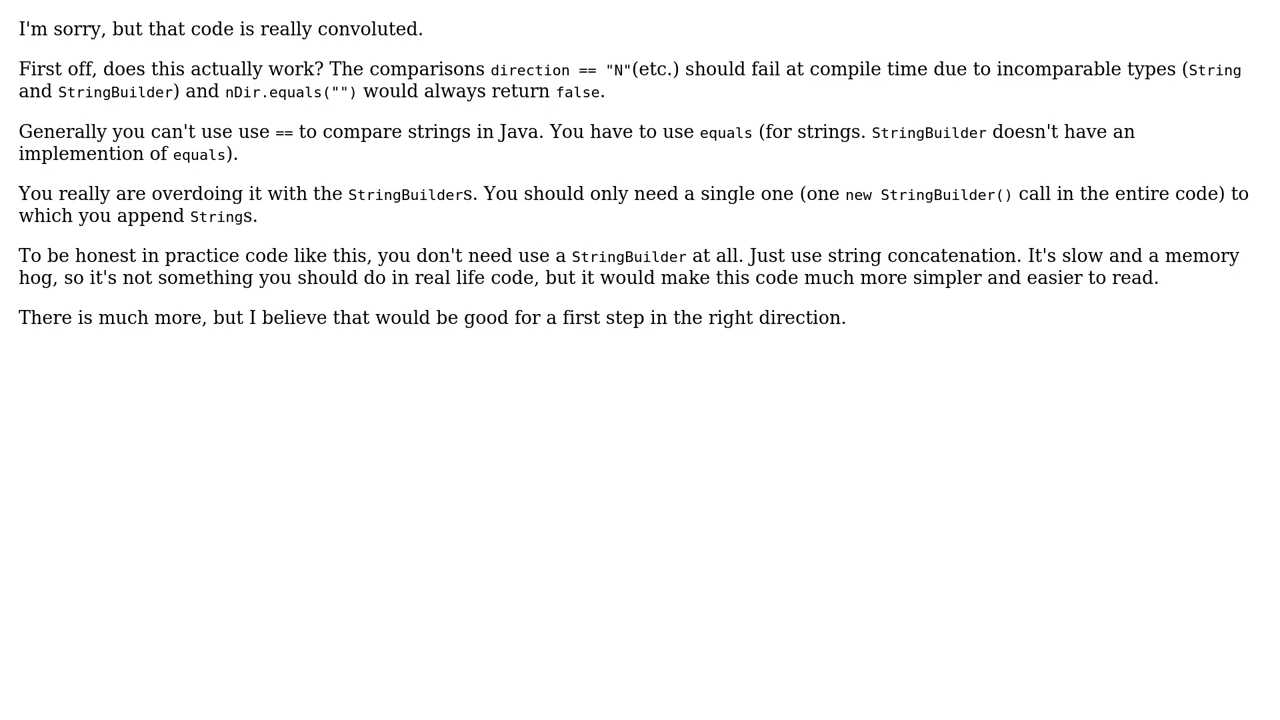 I'm sorry, but that code is really convoluted.
First off, does this actually work? The comparisons direction == "N"(etc.) should fail at compile time due to incomparable types (String
and StringBuilder) and nDir.equals("") would always return false.
Generally you can't use use == to compare strings in Java. You have to use equals (for strings. StringBuilder doesn't have an
implemention of equals).
You really are overdoing it with the StringBuilders. You should only need a single one (one new StringBuilder() call in the entire code) to
which you append Strings.
To be honest in practice code like this, you don't need use a StringBuilder at all. Just use string concatenation. It's slow and a memory
hog, so it's not something you should do in real life code, but it would make this code much more simpler and easier to read.
There is much more, but I believe that would be good for a first step in the right direction.